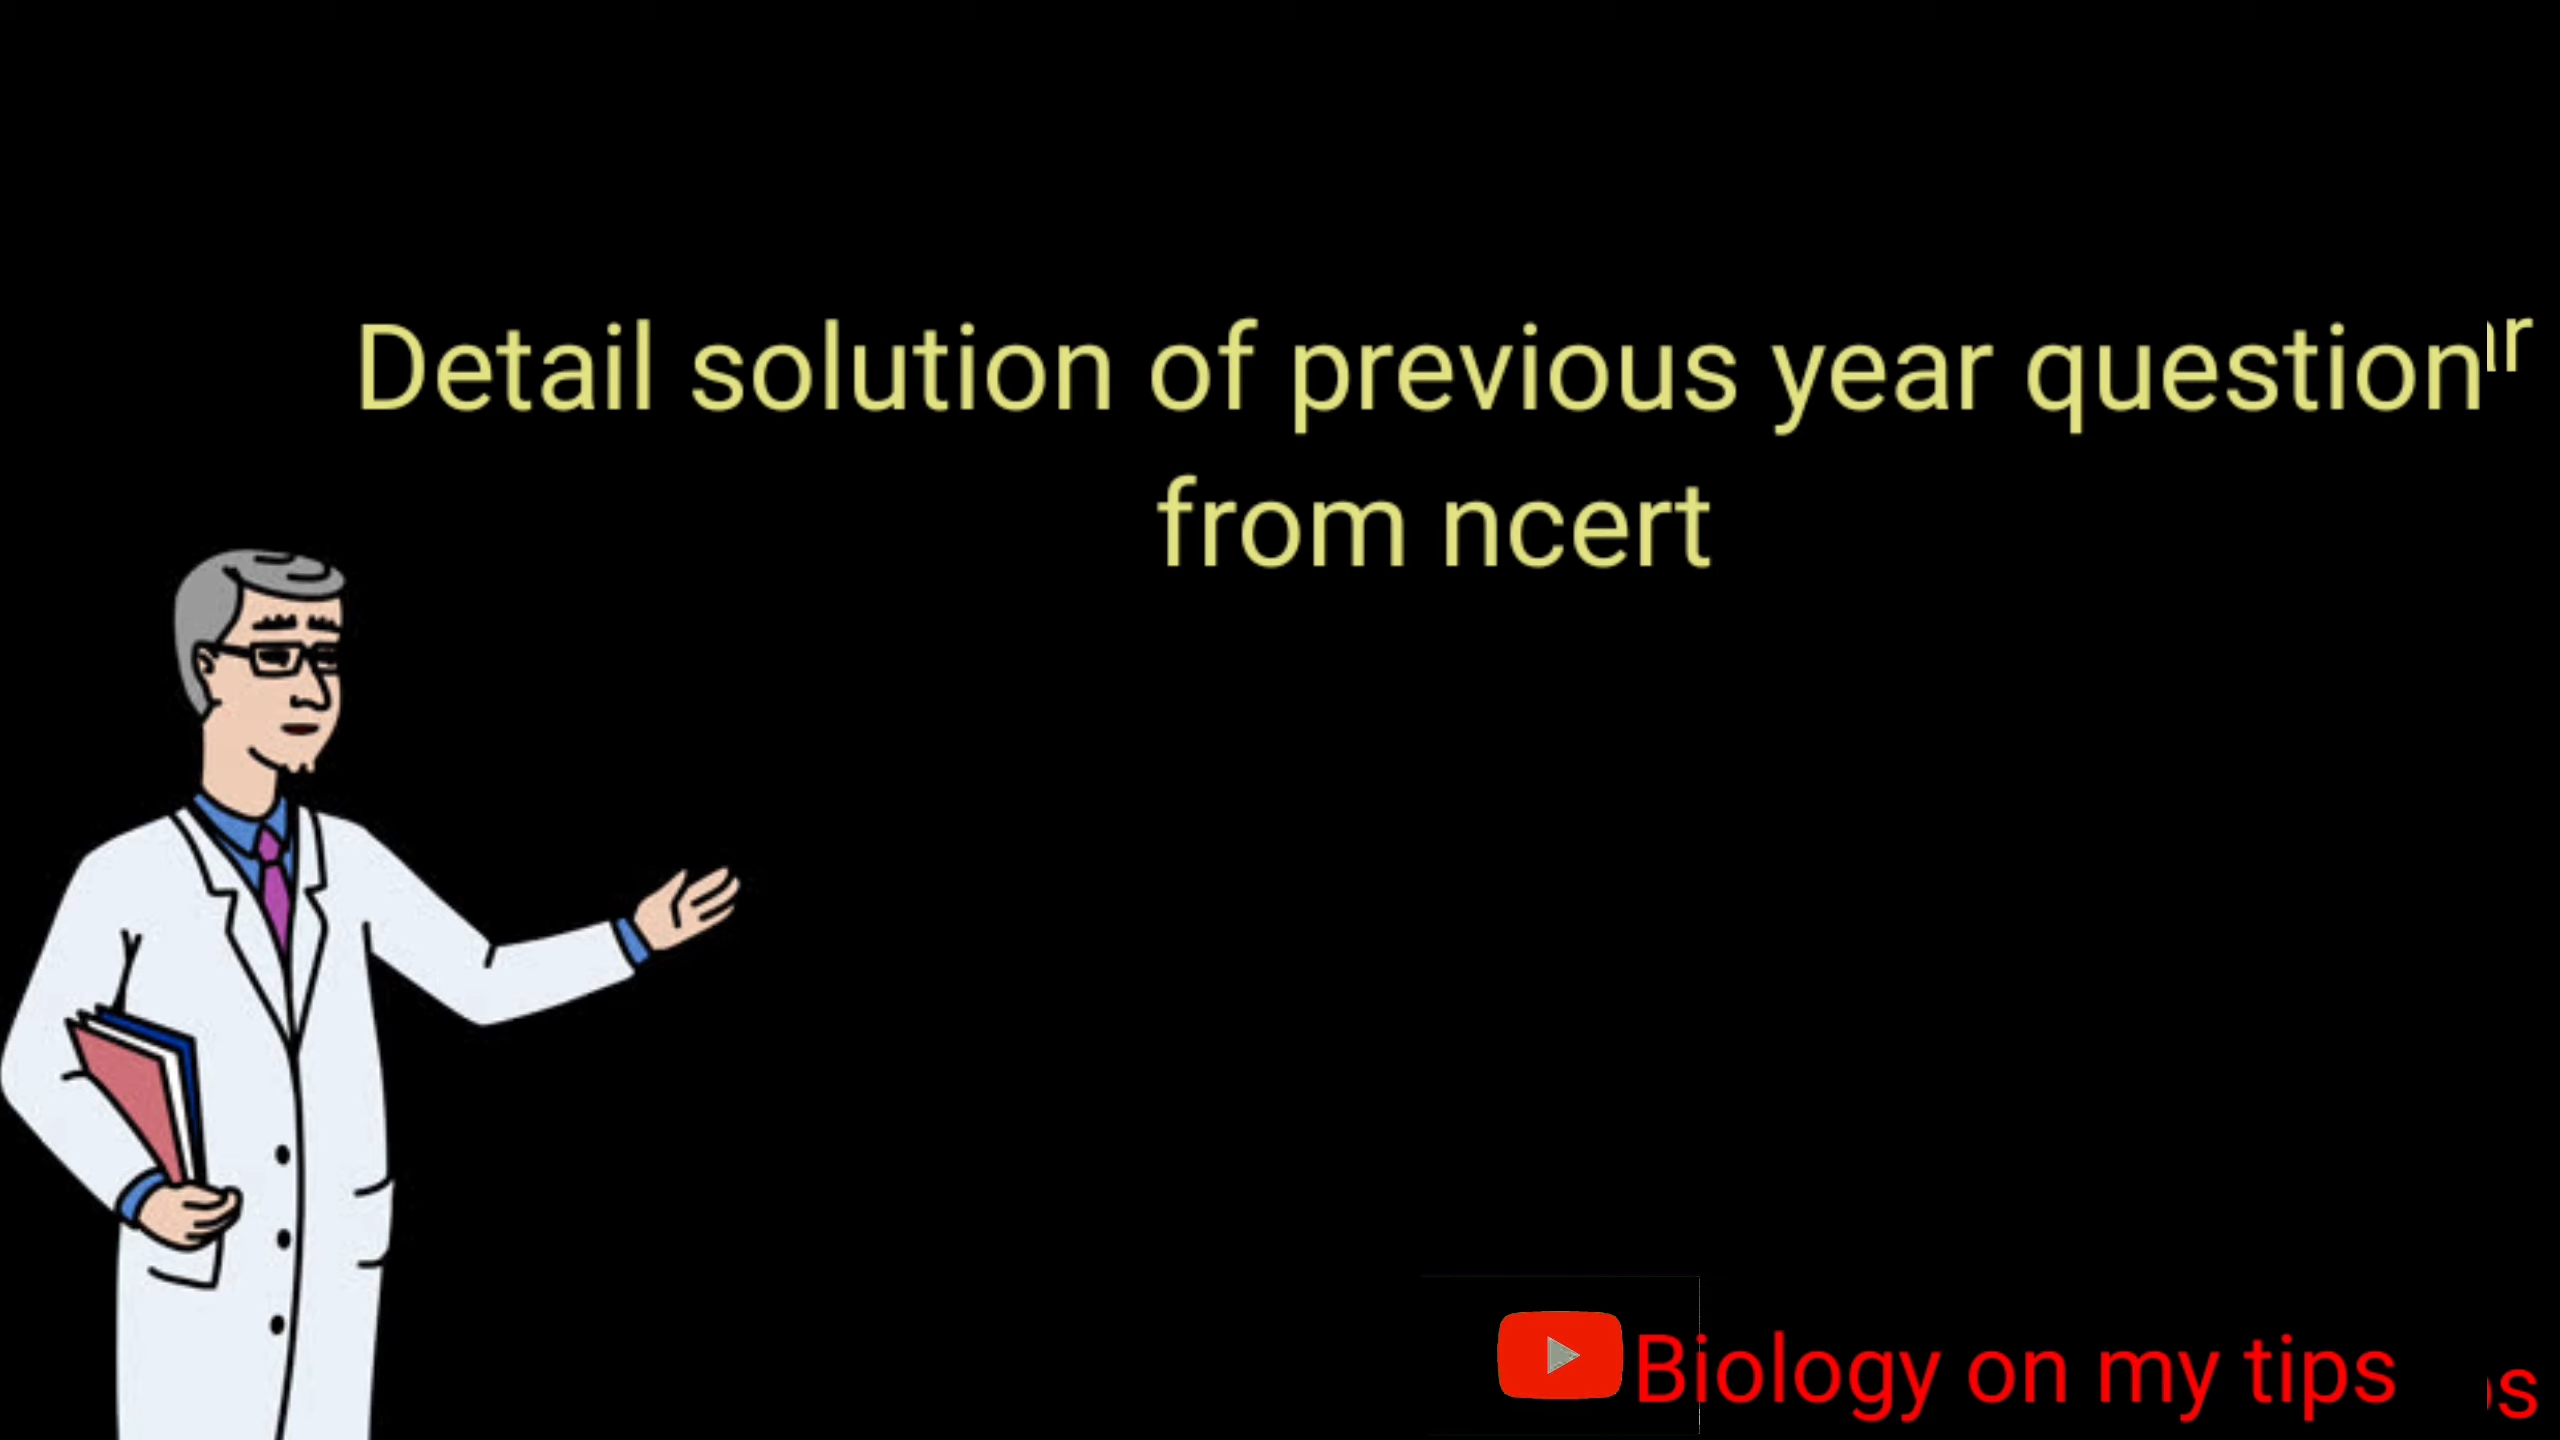 Detail solution of previous year question
from ncert
Biology on my tips